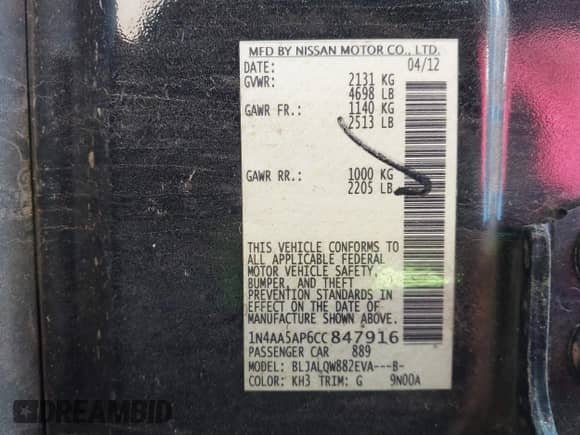 MFD BY NISSAN MOTOR CO., LTD.
DATE: 04/12
GVWR: 2131 KG
4698 LB
GAWR FR.: 1140 KG
2513 LB
GAWR RR.: 1000 KG
2205 LB
THIS VEHICLE CONFORMS TO
ALL APPLICABLE FEDERAL
MOTOR VEHICLE SAFETY,
BUMPER, AND THEFT
PREVENTION STANDARDS IN
EFFECT ON THE DATE OF
MANUFACTURE SHOWN ABOVE.
1N4AA5AP6CC847916
PASSENGER CAR 889
MODEL: BLJALQW882EVA---B-
COLOR: KH3 TRIM: G 9N00A
DREAMBID